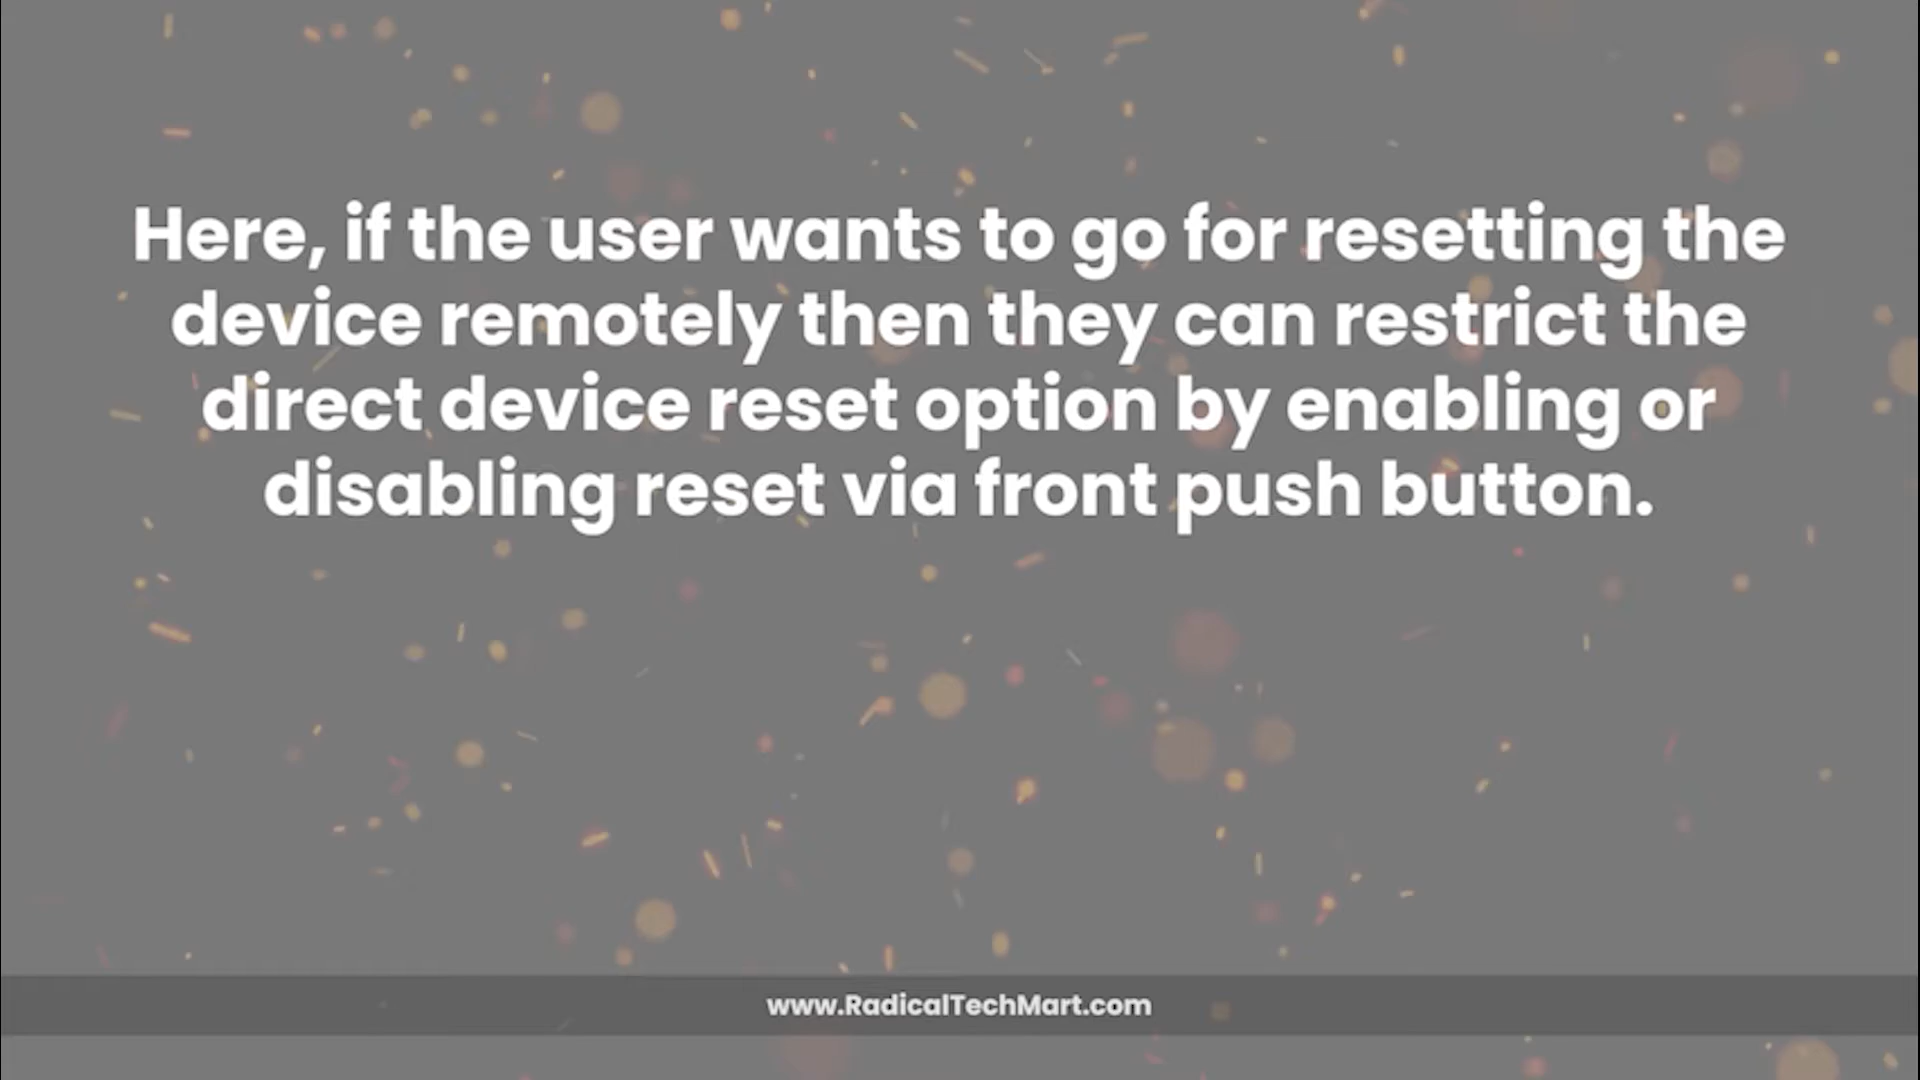 Here, if the user wants to go for resetting the
device remotely then they can restrict the
direct device reset option by enabling or
disabling reset via front push button.
www.RadicalTechMart.com